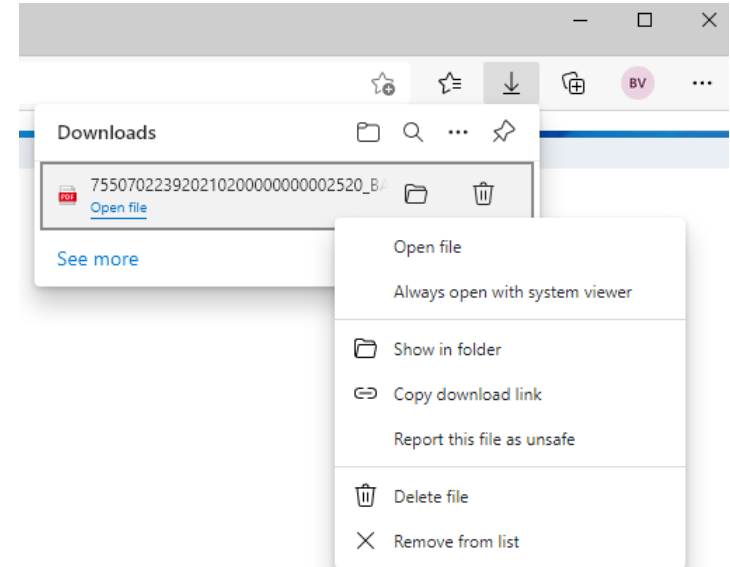 BV
Downloads
PDF
75507022392021020000000000002520_BA
Open file
See more
Open file
Always open with system viewer
Show in folder
Copy download link
Report this file as unsafe
Delete file
Remove from list